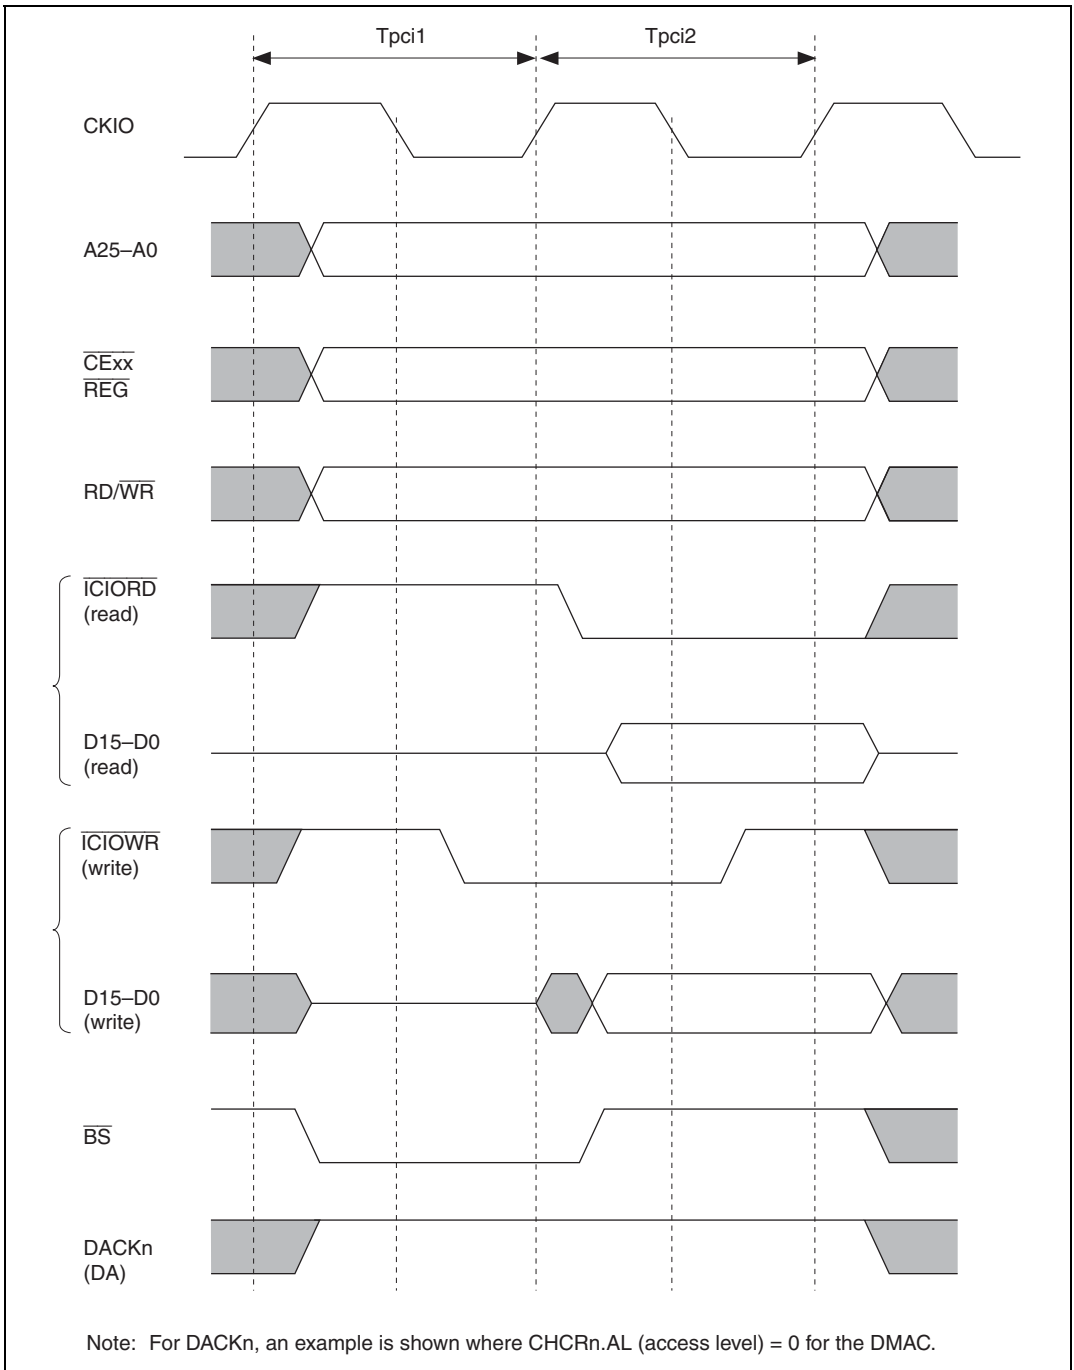 Tpci1 Tpci2
CKIO
A25–A0
CExx
REG
RD/WR
ICIORD
(read)
D15–D0
(read)
ICIOWR
(write)
D15–D0
(write)
BS
DACKn
(DA)
Note: For DACKn, an example is shown where CHCRn.AL (access level) = 0 for the DMAC.